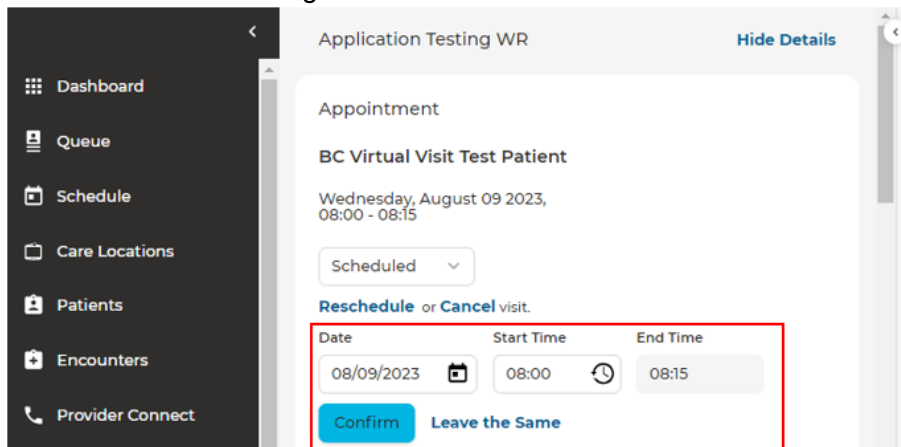 Application Testing WR
Hide Details
Dashboard
Queue
Schedule
Care Locations
Patients
Encounters
Provider Connect
Appointment
BC Virtual Visit Test Patient
Wednesday, August 09 2023,
08:00 - 08:15
Scheduled
Reschedule or Cancel visit.
Date Start Time End Time
08/09/2023 08:00 08:15
Confirm Leave the Same